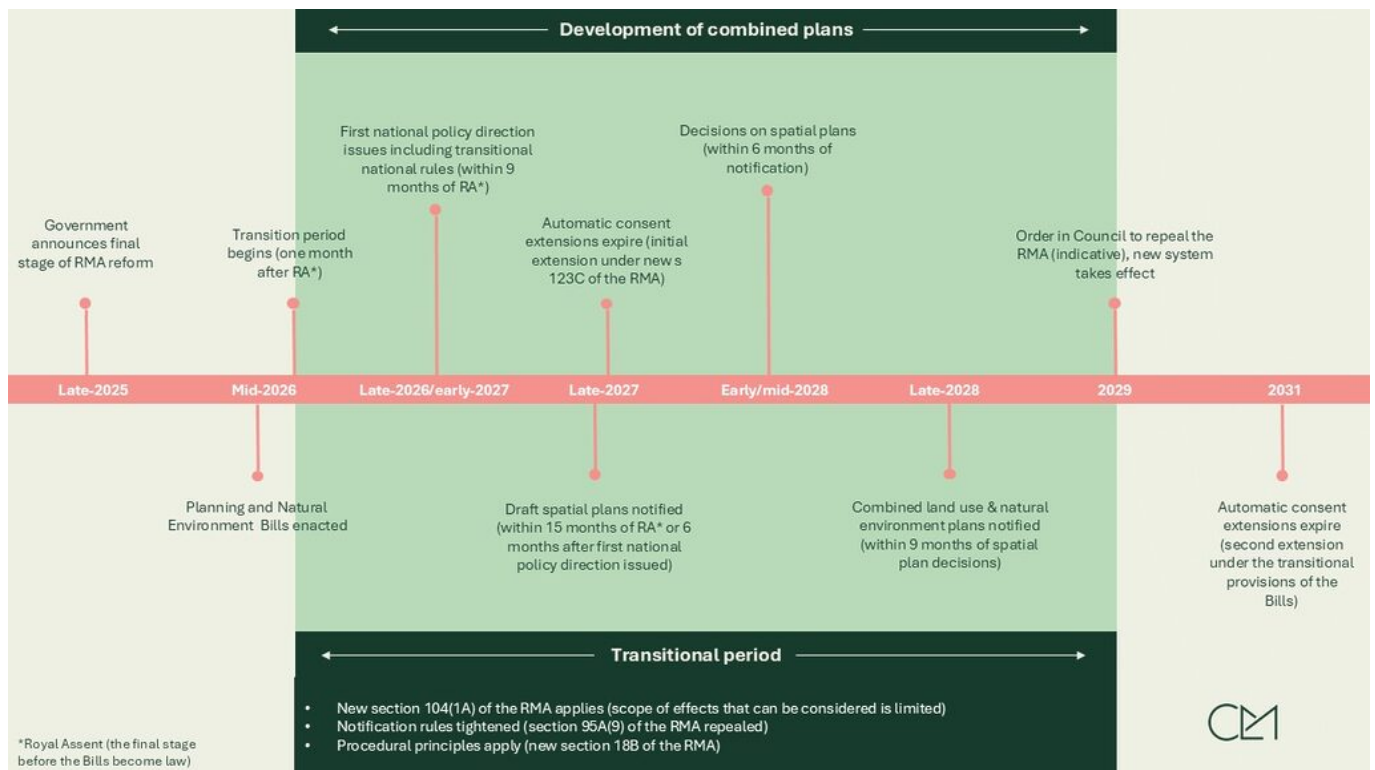 Development of combined plans
First national policy direction
issues including transitional
national rules (within 9
months of RA*)
Decisions on spatial plans
(within 6 months of
notification)
Government
announces final
stage of RMA reform
Transition period
begins (one month
after RA*)
Automatic consent
extensions expire (initial
extension under new s
123C of the RMA)
Order in Council to repeal the
RMA (indicative), new system
takes effect
Late-2025
Mid-2026
Late-2026/early-2027
Late-2027
Early/mid-2028
Late-2028
2029
2031
Planning and Natural
Environment Bills enacted
Draft spatial plans notified
(within 15 months of RA* or 6
months after first national
policy direction issued)
Combined land use & natural
environment plans notified
(within 9 months of spatial
plan decisions)
Automatic consent
extensions expire
(second extension
under the transitional
provisions of the
Bills)
Transitional period
• New section 104(1A) of the RMA applies (scope of effects that can be considered is limited)
• Notification rules tightened (section 95A(9) of the RMA repealed)
• Procedural principles apply (new section 18B of the RMA)
*Royal Assent (the final stage
before the Bills become law)
CLM